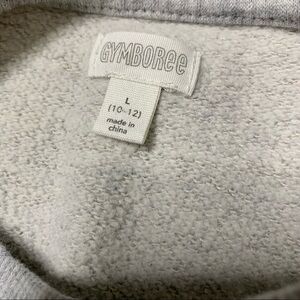 GYMBOREE
L
(10-12)
made in
china